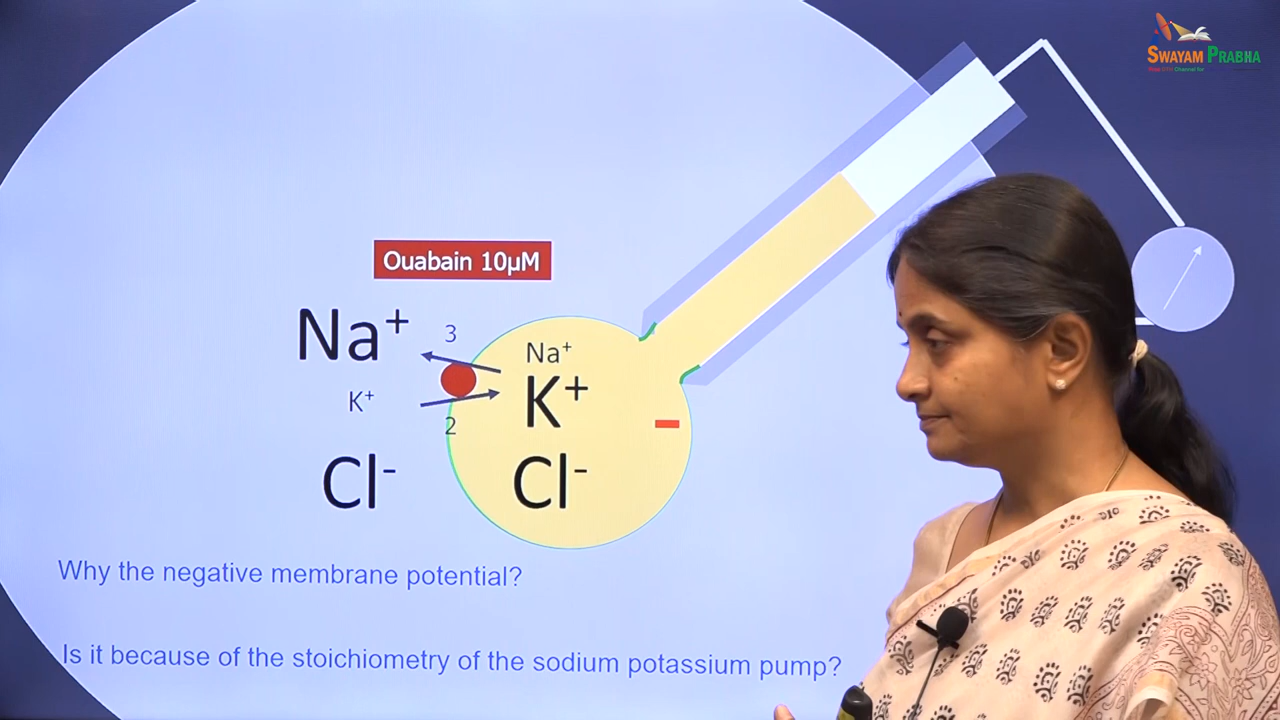 SWAYAM PRABHA
Ouabain 10µM
Na⁺
3
Na⁺
K⁺
K⁺
2
Cl⁻
Cl⁻
Why the negative membrane potential?
Is it because of the stoichiometry of the sodium potassium pump?